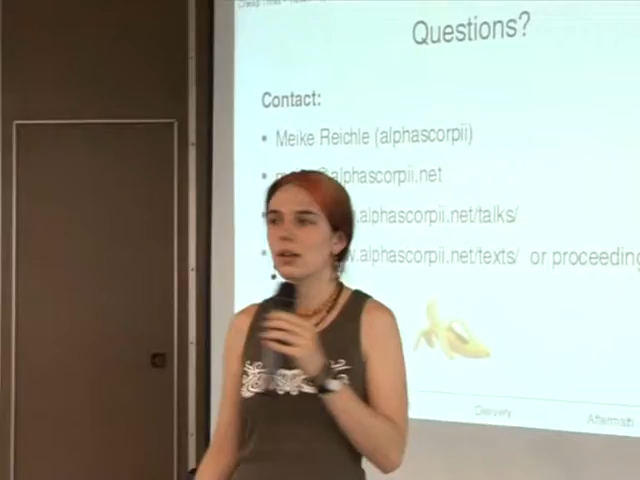 Questions?
Contact:
• Meike Reichle (alphascorpii)
@alphascorpii.net
.alphascorpii.net/talks/
w.alphascorpii.net/texts/ or proceeding
Delivery
Aftermath